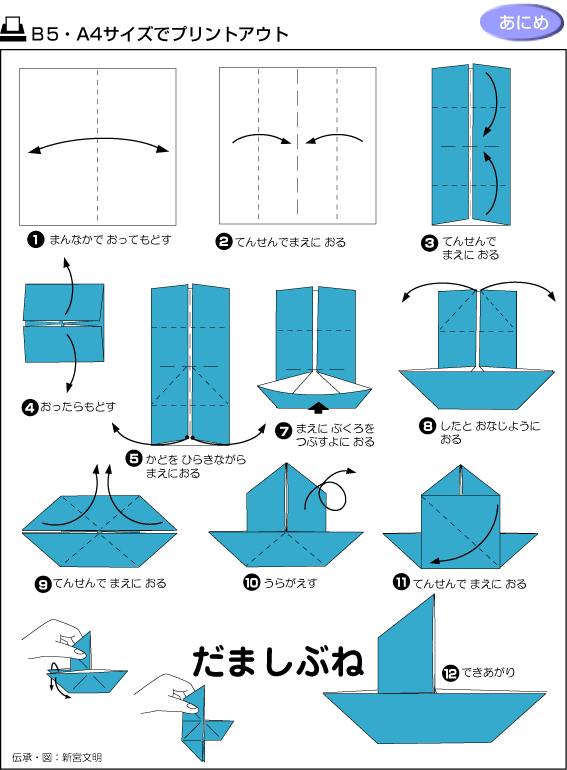 B5・A4サイズでプリントアウト
あにめ
1 まんなかで おってもどす
2 てんせんでまえに おる
3 てんせんで
まえに おる
4 おったらもどす
5 かどを ひらきながら
まえにおる
7 まえに ぶくろを
つぶすよに おる
8 したと おなじように
おる
9 てんせんで まえに おる
10 うらがえす
11 てんせんで まえに おる
だましぶね
12 できあがり
伝承・図：新宮文明